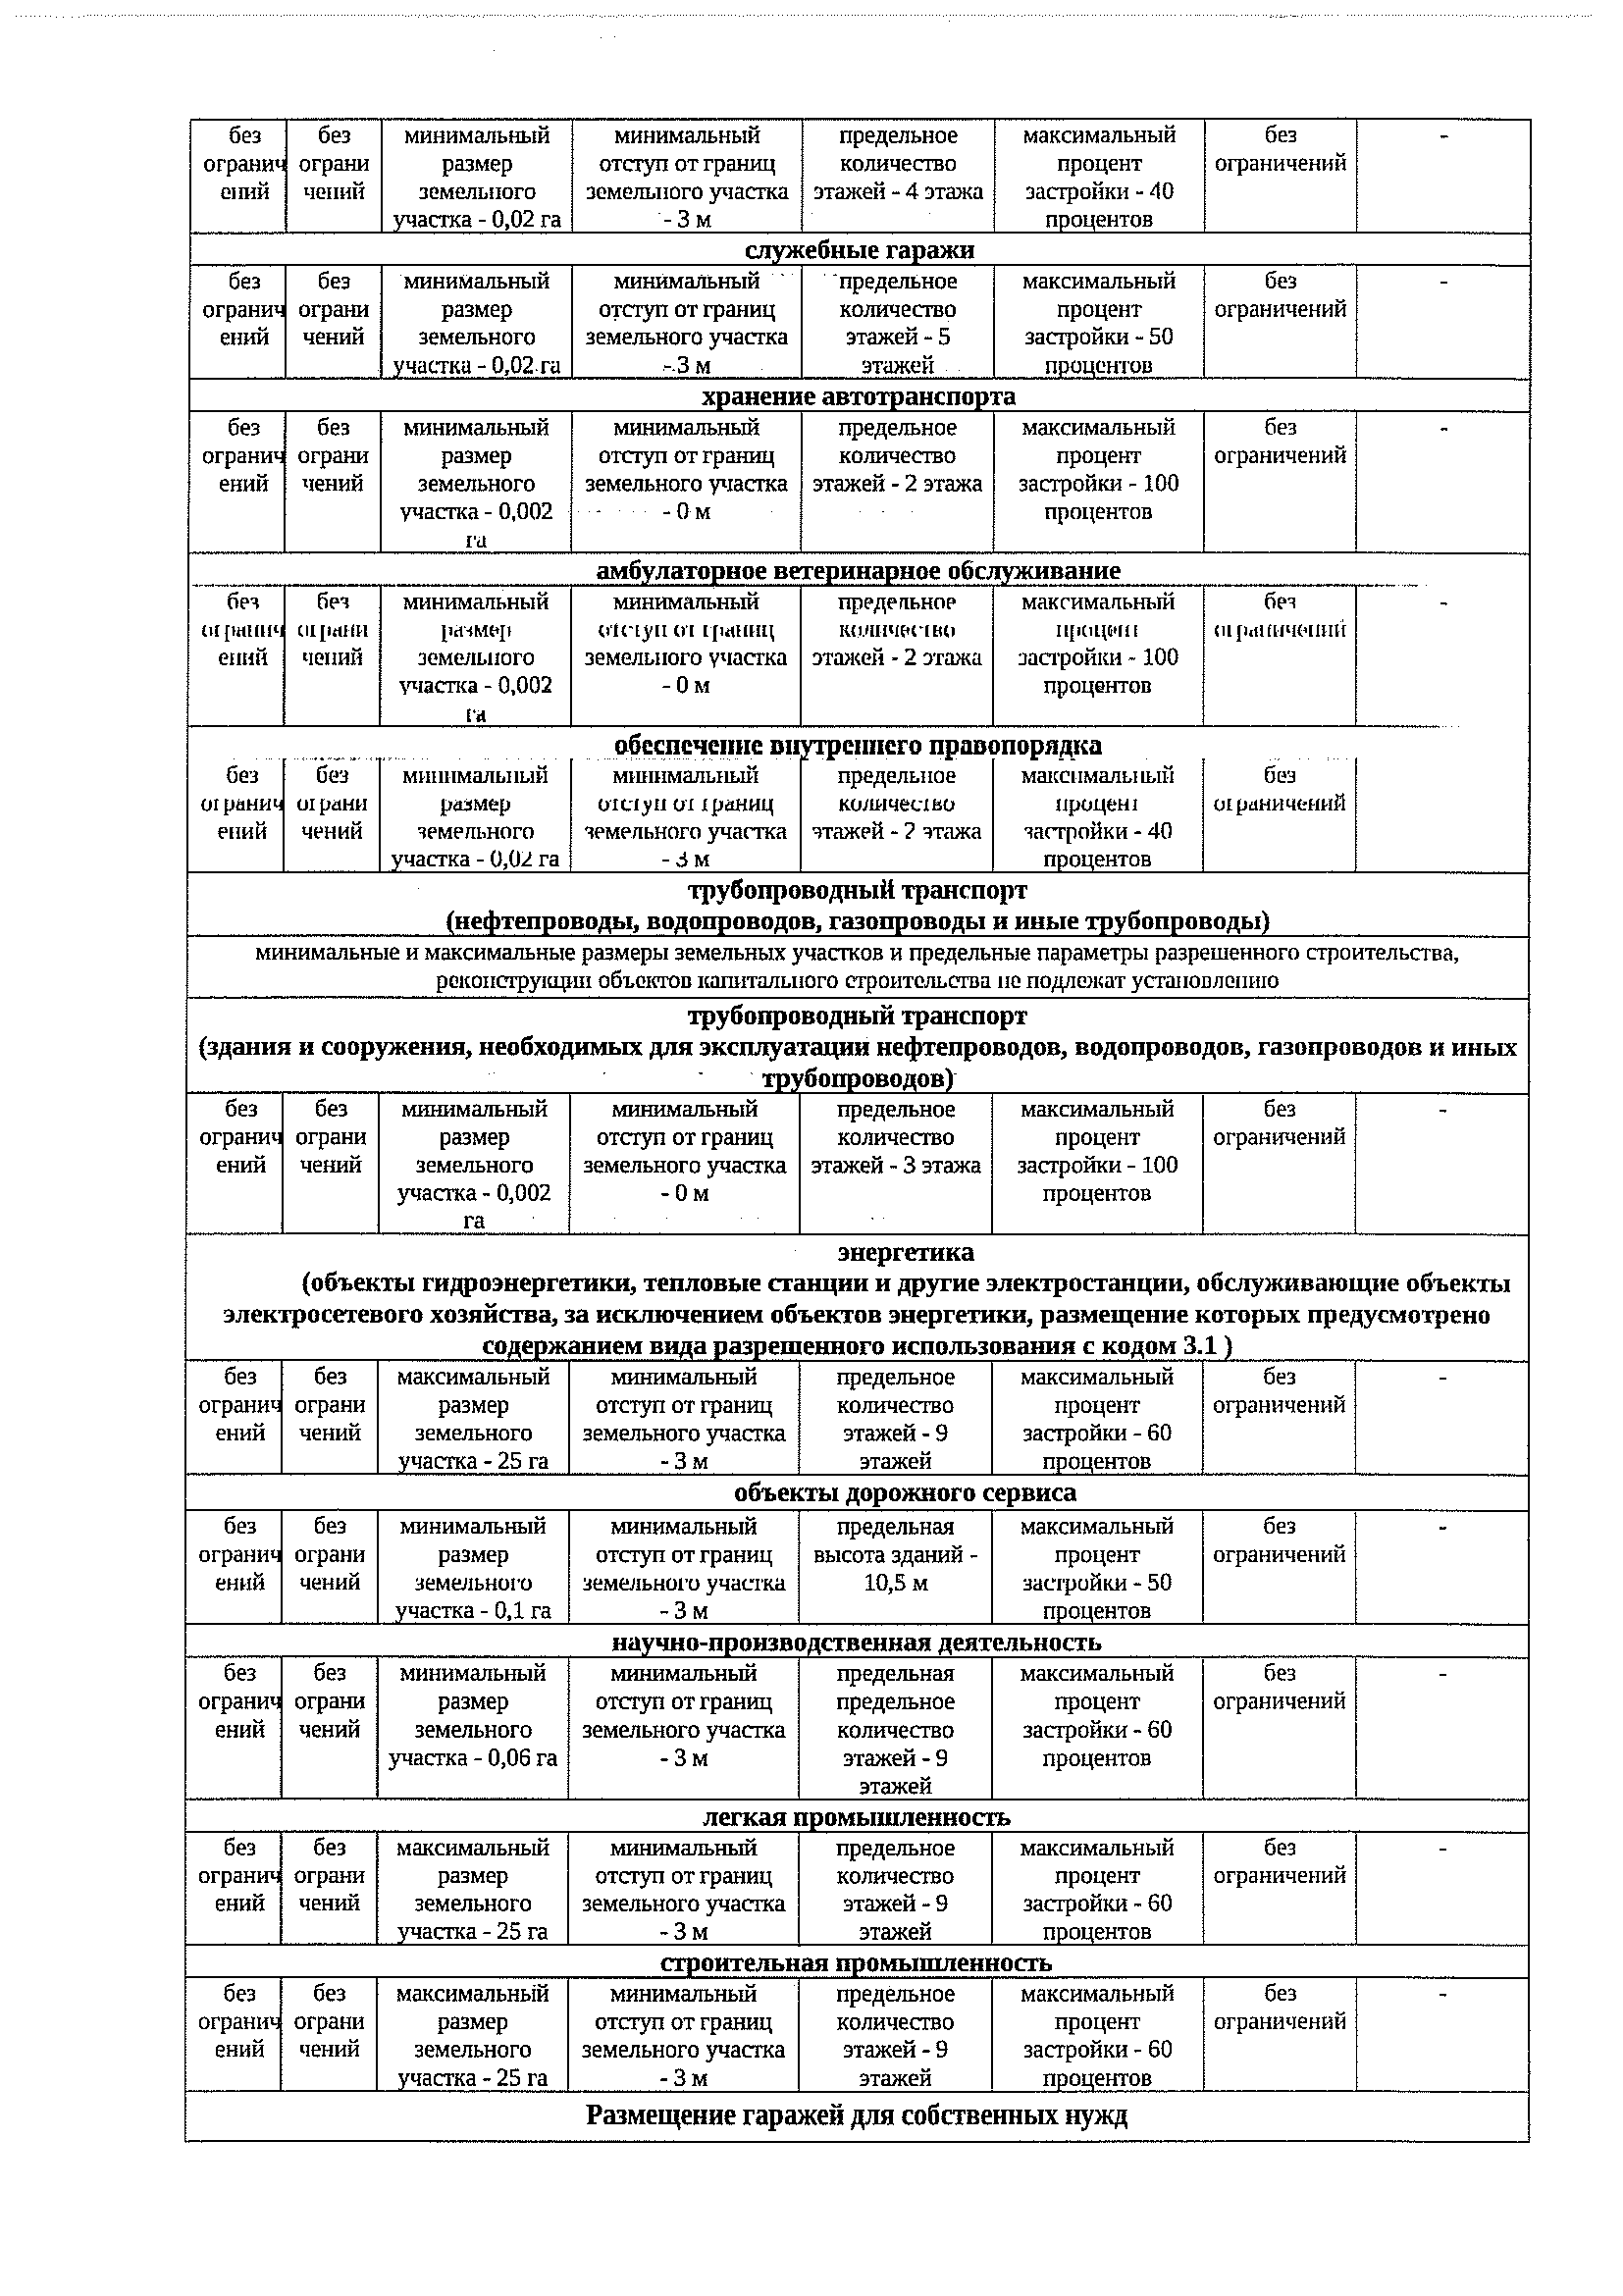 без ограничений | без ограничений | минимальный размер земельного участка - 0,02 га | минимальный отступ от границ земельного участка - 3 м | предельное количество этажей - 4 этажа | максимальный процент застройки - 40 процентов | без ограничений | -
служебные гаражи
без ограничений | без ограничений | минимальный размер земельного участка - 0,02 га | минимальный отступ от границ земельного участка - 3 м | предельное количество этажей - 5 этажей | максимальный процент застройки - 50 процентов | без ограничений | -
хранение автотранспорта
без ограничений | без ограничений | минимальный размер земельного участка - 0,002 га | минимальный отступ от границ земельного участка - 0 м | предельное количество этажей - 2 этажа | максимальный процент застройки - 100 процентов | без ограничений | -
амбулаторное ветеринарное обслуживание
без ограничений | без ограничений | минимальный размер земельного участка - 0,002 га | минимальный отступ от границ земельного участка - 0 м | предельное количество этажей - 2 этажа | максимальный процент застройки - 100 процентов | без ограничений | -
обеспечение внутреннего правопорядка
без ограничений | без ограничений | минимальный размер земельного участка - 0,02 га | минимальный отступ от границ земельного участка - 3 м | предельное количество этажей - 2 этажа | максимальный процент застройки - 40 процентов | без ограничений
трубопроводный транспорт
(нефтепроводы, водопроводов, газопроводы и иные трубопроводы)
минимальные и максимальные размеры земельных участков и предельные параметры разрешенного строительства,
реконструкции объектов капитального строительства не подлежат установлению
трубопроводный транспорт
(здания и сооружения, необходимых для эксплуатации нефтепроводов, водопроводов, газопроводов и иных
трубопроводов)
без ограничений | без ограничений | минимальный размер земельного участка - 0,002 га | минимальный отступ от границ земельного участка - 0 м | предельное количество этажей - 3 этажа | максимальный процент застройки - 100 процентов | без ограничений | -
энергетика
(объекты гидроэнергетики, тепловые станции и другие электростанции, обслуживающие объекты
электросетевого хозяйства, за исключением объектов энергетики, размещение которых предусмотрено
содержанием вида разрешенного использования с кодом 3.1 )
без ограничений | без ограничений | максимальный размер земельного участка - 25 га | минимальный отступ от границ земельного участка - 3 м | предельное количество этажей - 9 этажей | максимальный процент застройки - 60 процентов | без ограничений | -
объекты дорожного сервиса
без ограничений | без ограничений | минимальный размер земельного участка - 0,1 га | минимальный отступ от границ земельного участка - 3 м | предельная высота зданий - 10,5 м | максимальный процент застройки - 50 процентов | без ограничений | -
научно-производственная деятельность
без ограничений | без ограничений | минимальный размер земельного участка - 0,06 га | минимальный отступ от границ земельного участка - 3 м | предельная предельное количество этажей - 9 этажей | максимальный процент застройки - 60 процентов | без ограничений | -
легкая промышленность
без ограничений | без ограничений | максимальный размер земельного участка - 25 га | минимальный отступ от границ земельного участка - 3 м | предельное количество этажей - 9 этажей | максимальный процент застройки - 60 процентов | без ограничений | -
строительная промышленность
без ограничений | без ограничений | максимальный размер земельного участка - 25 га | минимальный отступ от границ земельного участка - 3 м | предельное количество этажей - 9 этажей | максимальный процент застройки - 60 процентов | без ограничений | -
Размещение гаражей для собственных нужд